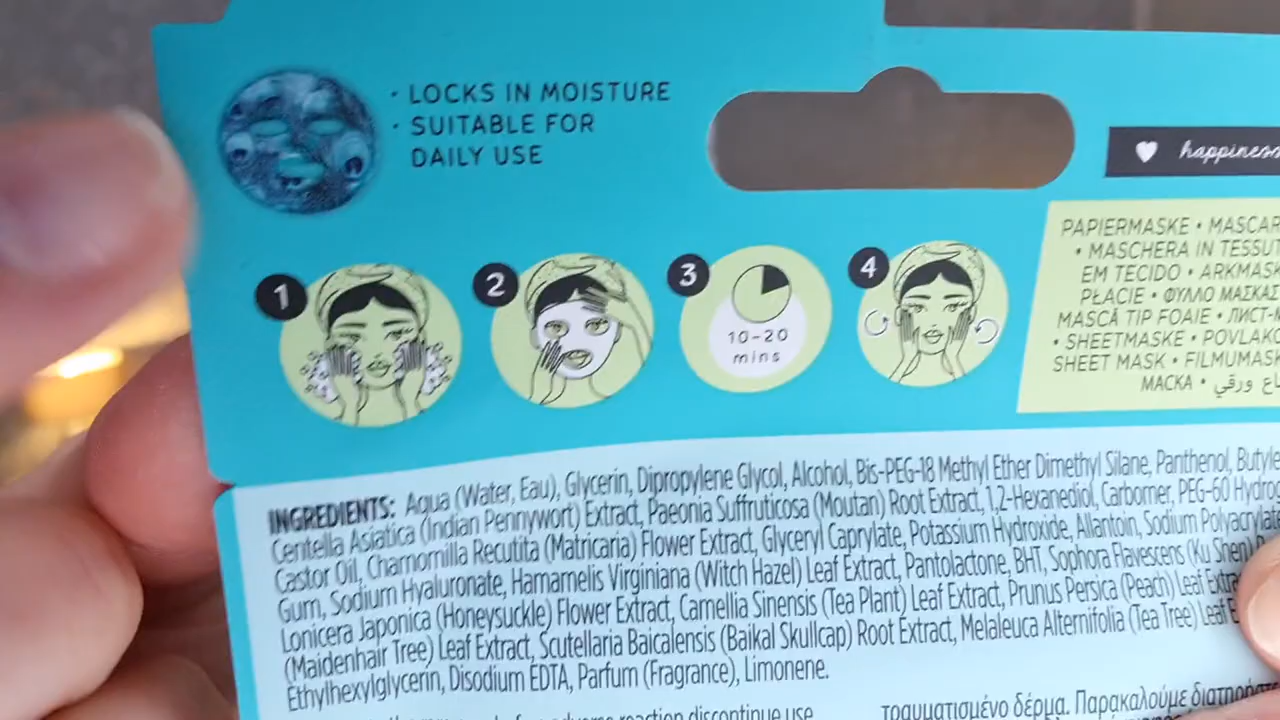 • LOCKS IN MOISTURE
• SUITABLE FOR
DAILY USE
happiness
1
2
3
4
10-20
mins
PAPIERMASKE • MASCAR
• MASCHERA IN TESSUT
EM TECIDO • ARKMASK
PŁACIE • ΦΥΛΛΟ ΜΑΣΚΑΣ
MASCĂ TIP FOAIE • ЛИСТ-М
• SHEETMASKE • POVLAKO
SHEET MASK • FILMUMASK
МАСКА • ورقي
INGREDIENTS: Aqua (Water, Eau), Glycerin, Dipropylene Glycol, Alcohol, Bis-PEG-18 Methyl Ether Dimethyl Silane, Panthenol, Butyle
Centella Asiatica (Indian Pennywort) Extract, Paeonia Suffruticosa (Moutan) Root Extract, 1,2-Hexanediol, Carbomer, PEG-60 Hydrog
Castor Oil, Chamomilla Recutita (Matricaria) Flower Extract, Glyceryl Caprylate, Potassium Hydroxide, Allantoin, Sodium Polyacrylat
Gum, Sodium Hyaluronate, Hamamelis Virginiana (Witch Hazel) Leaf Extract, Pantolactone, BHT, Sophora Flavescens (Ku Shen)
Lonicera Japonica (Honeysuckle) Flower Extract, Camellia Sinensis (Tea Plant) Leaf Extract, Prunus Persica (Peach) Leaf Extra
(Maidenhair Tree) Leaf Extract, Scutellaria Baicalensis (Baikal Skullcap) Root Extract, Melaleuca Alternifolia (Tea Tree) Leaf E
Ethylhexylglycerin, Disodium EDTA, Parfum (Fragrance), Limonene.
adverse reaction discontinue use
τραυματισμένο δέρμα. Παρακαλούμε διατηρήστ